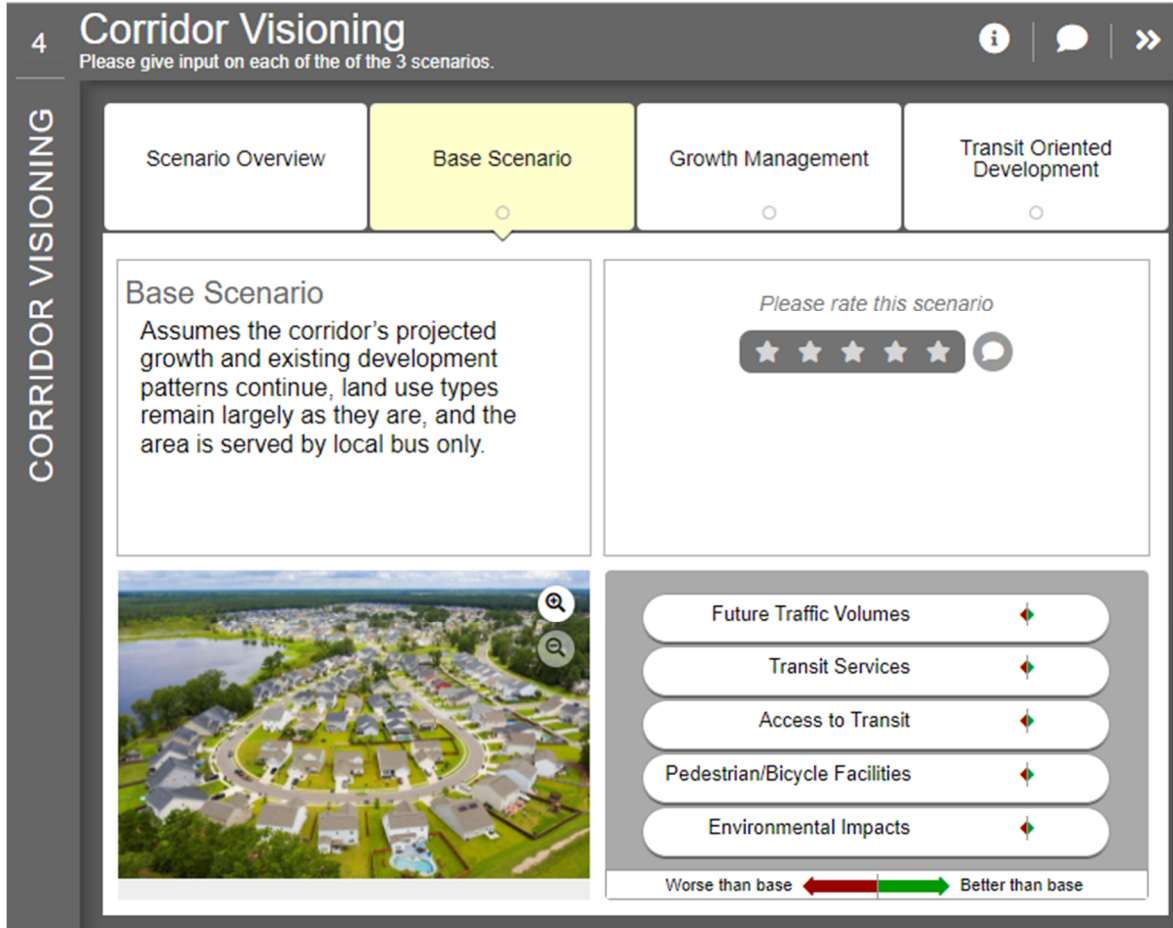 4
Corridor Visioning
Please give input on each of the of the 3 scenarios.
CORRIDOR VISIONING
Scenario Overview
Base Scenario
Growth Management
Transit Oriented
Development
Base Scenario
Assumes the corridor's projected
growth and existing development
patterns continue, land use types
remain largely as they are, and the
area is served by local bus only.
Please rate this scenario
Future Traffic Volumes
Transit Services
Access to Transit
Pedestrian/Bicycle Facilities
Environmental Impacts
Worse than base
Better than base